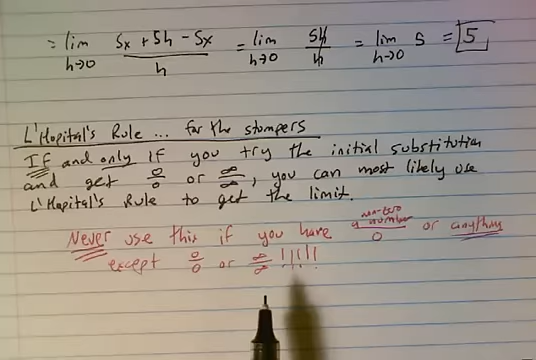 = lim h→0 (5x + 5h - 5x)/h = lim h→0 5h/h = lim h→0 5 = 5
L'Hopital's Rule ... for the stompers
If and only if you try the initial substitution
and get 0/0 or ∞/∞, you can most likely use
L'Hopital's Rule to get the limit.
Never use this if you have a non-zero number/0 or anything
except 0/0 or ∞/∞ !!!!!